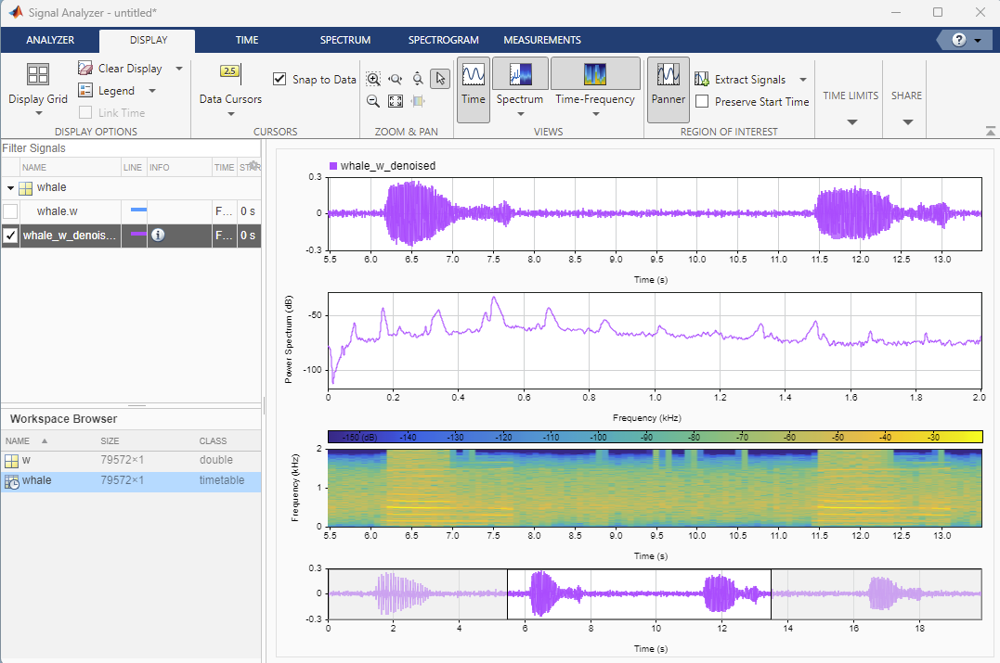 Signal Analyzer - untitled*
ANALYZER DISPLAY TIME SPECTRUM SPECTROGRAM MEASUREMENTS ?
Clear Display 2.5 Snap to Data Extract Signals
Display Grid Legend Data Cursors Time Spectrum Time-Frequency Panner Preserve Start Time TIME LIMITS SHARE
Link Time
DISPLAY OPTIONS CURSORS ZOOM & PAN VIEWS REGION OF INTEREST
Filter Signals
NAME LINE INFO TIME STAR
whale
whale.w F... 0 s
whale_w_denois... i F... 0 s
Workspace Browser
NAME SIZE CLASS
w 79572×1 double
whale 79572×1 timetable
whale_w_denoised
0.3
0
-0.3
5.5 6.0 6.5 7.0 7.5 8.0 8.5 9.0 9.5 10.0 10.5 11.0 11.5 12.0 12.5 13.0
Time (s)
Power Spectrum (dB)
-50
-100
0 0.2 0.4 0.6 0.8 1.0 1.2 1.4 1.6 1.8 2.0
Frequency (kHz)
-150 (dB) -140 -130 -120 -110 -100 -90 -80 -70 -60 -50 -40 -30
Frequency (kHz)
2
1
0
5.5 6.0 6.5 7.0 7.5 8.0 8.5 9.0 9.5 10.0 10.5 11.0 11.5 12.0 12.5 13.0
Time (s)
0.3
0
-0.3
0 2 4 6 8 10 12 14 16 18
Time (s)